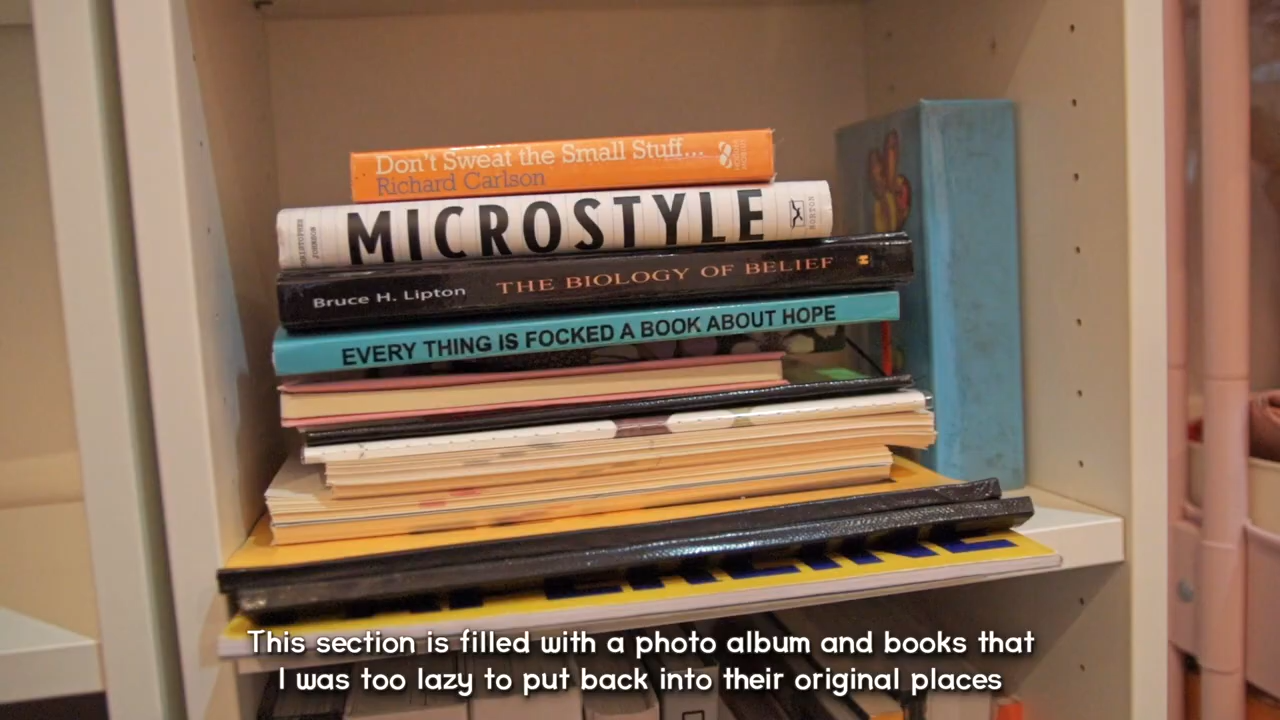 Don't Sweat the Small Stuff...
Richard Carlson
MICROSTYLE
NORTON
Bruce H. Lipton THE BIOLOGY OF BELIEF
EVERY THING IS FOCKED A BOOK ABOUT HOPE
This section is filled with a photo album and books that
I was too lazy to put back into their original places